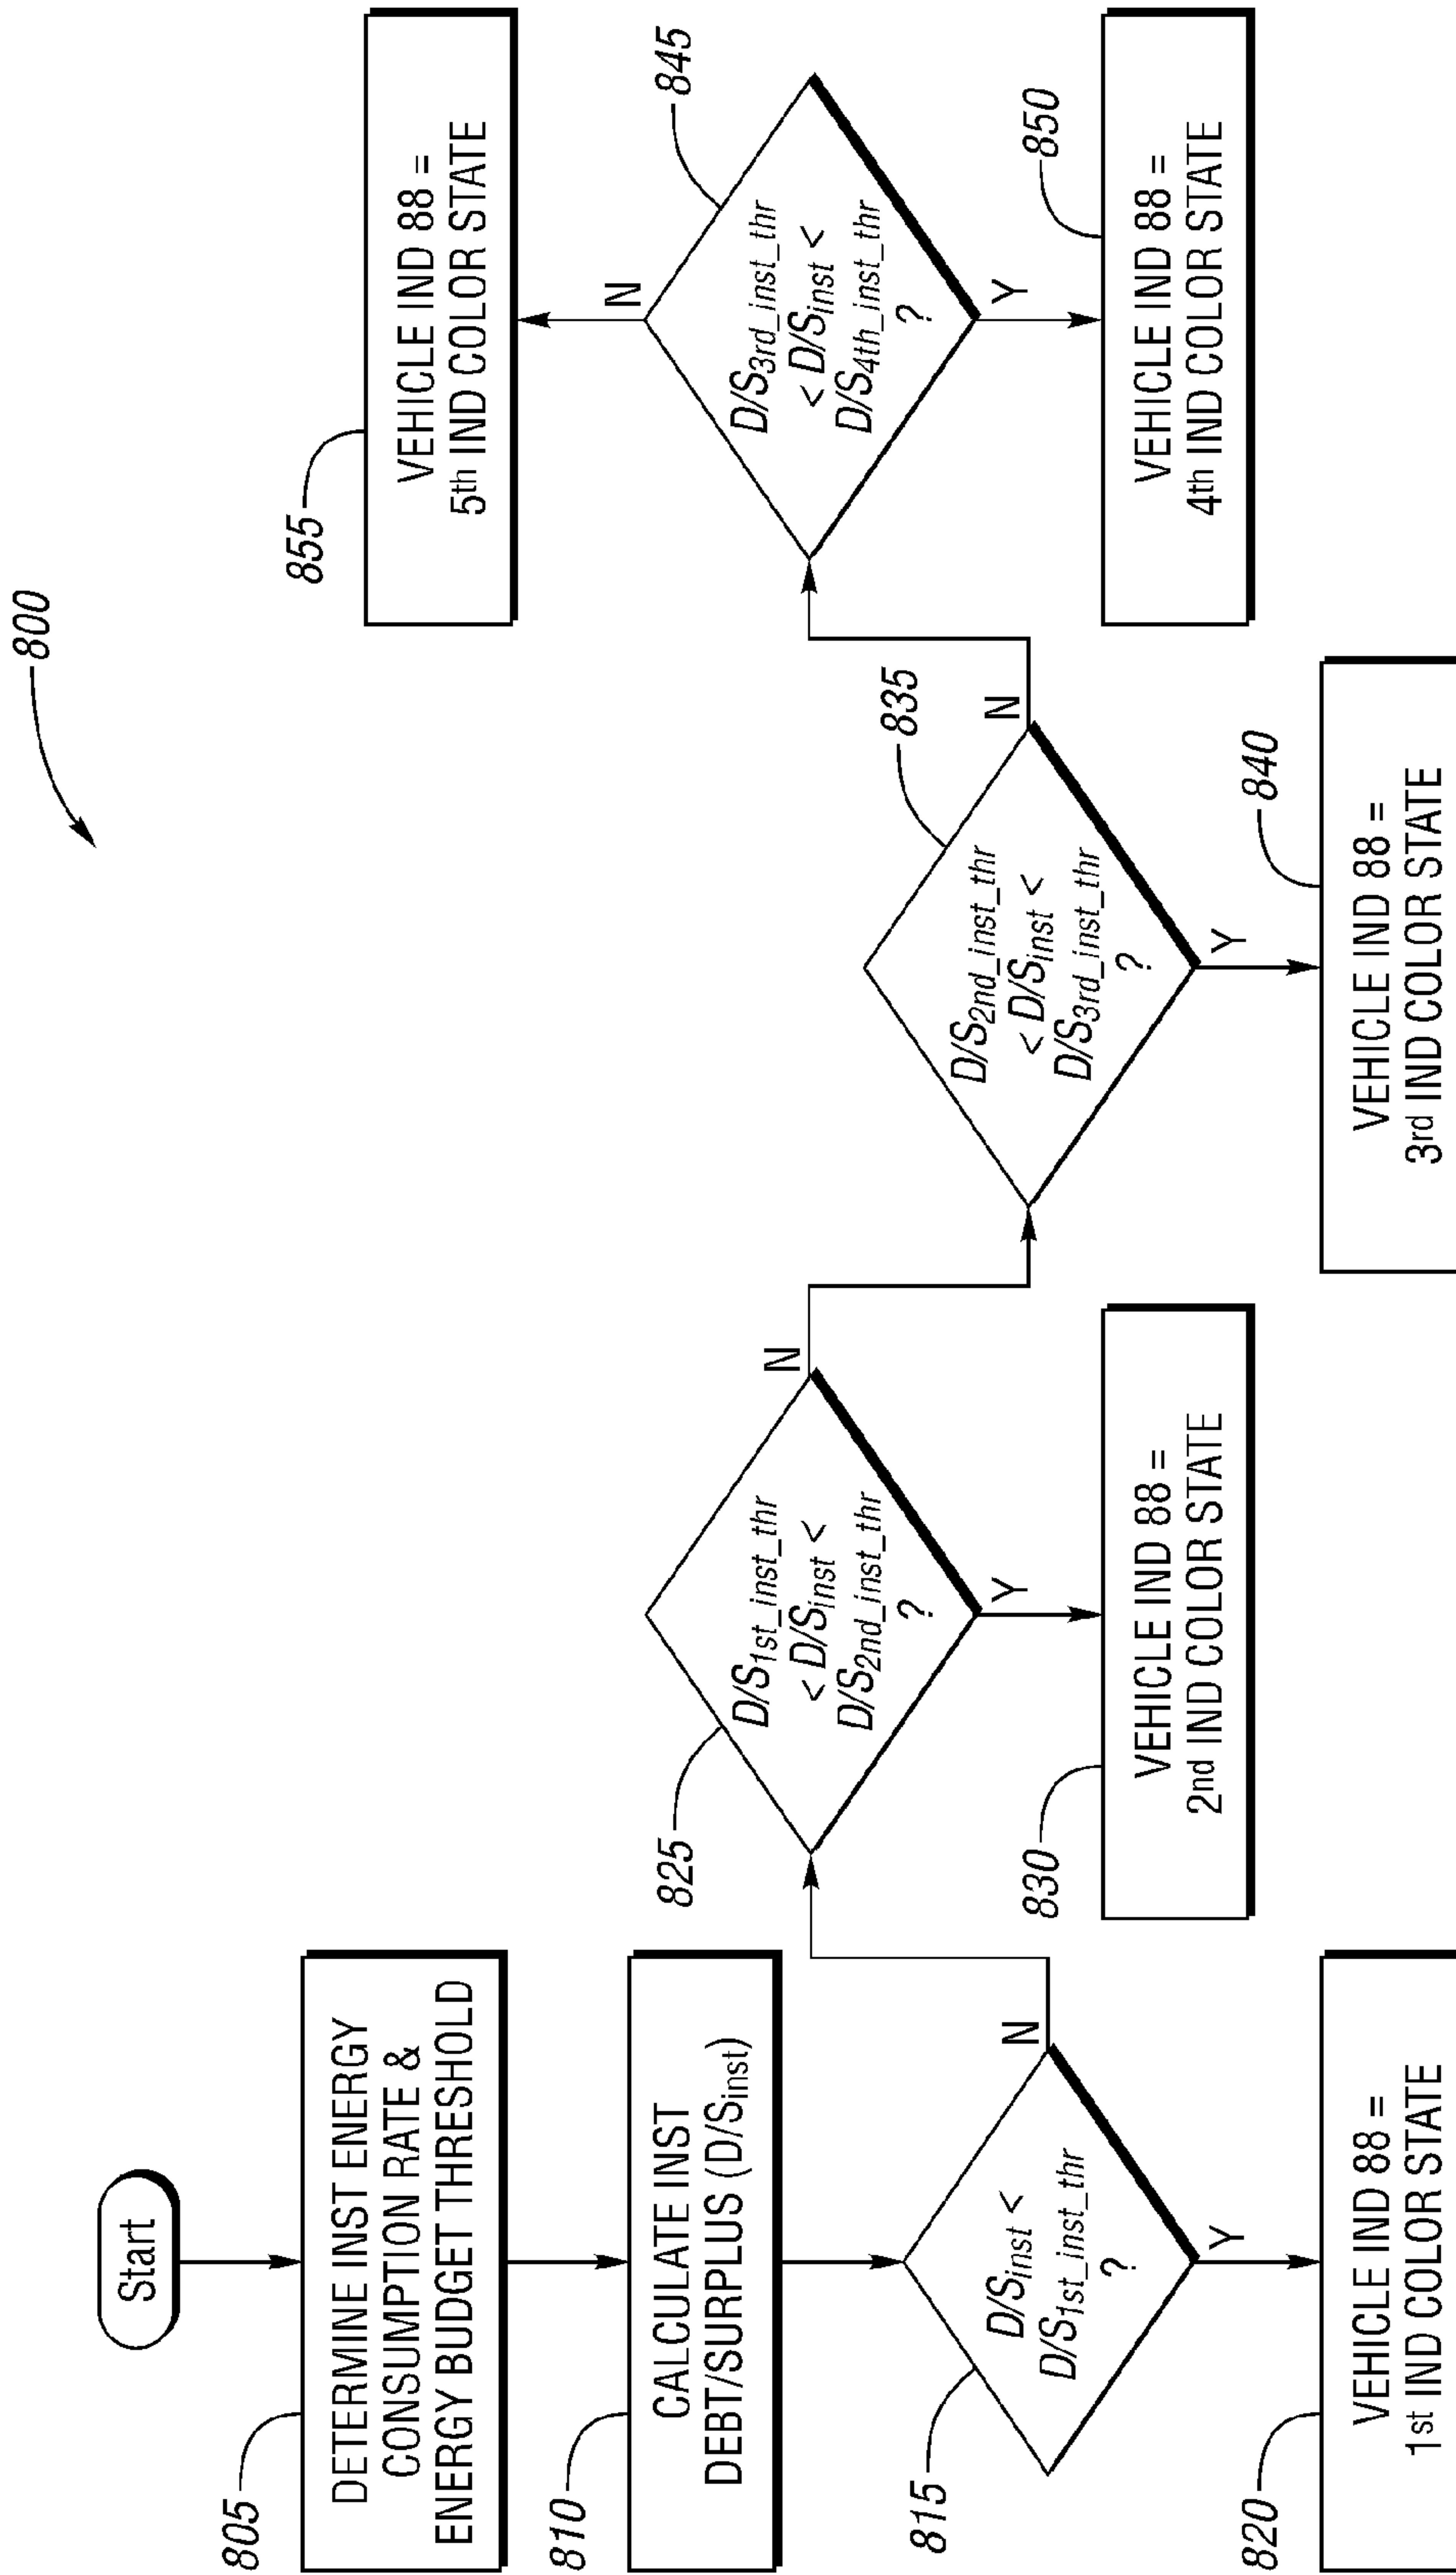 800
Start
805
DETERMINE INST ENERGY
CONSUMPTION RATE &
ENERGY BUDGET THRESHOLD
810
CALCULATE INST
DEBT/SURPLUS (D/Sinst)
815
D/Sinst <
D/S1st_inst_thr
?
N
Y
820
VEHICLE IND 88 =
1st IND COLOR STATE
825
D/S1st_inst_thr
< D/Sinst <
D/S2nd_inst_thr
?
N
Y
830
VEHICLE IND 88 =
2nd IND COLOR STATE
835
D/S2nd_inst_thr
< D/Sinst <
D/S3rd_inst_thr
?
N
Y
840
VEHICLE IND 88 =
3rd IND COLOR STATE
845
D/S3rd_inst_thr
< D/Sinst <
D/S4th_inst_thr
?
N
Y
850
VEHICLE IND 88 =
4th IND COLOR STATE
855
VEHICLE IND 88 =
5th IND COLOR STATE